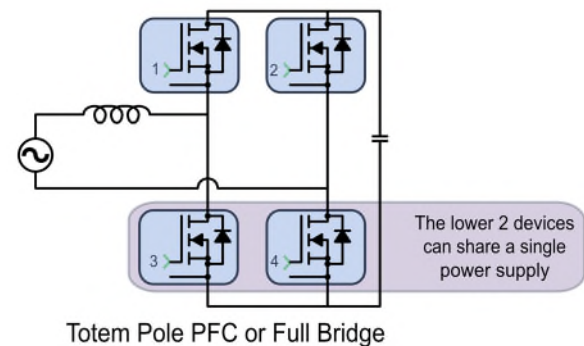 1
2
3
4
The lower 2 devices
can share a single
power supply
Totem Pole PFC or Full Bridge